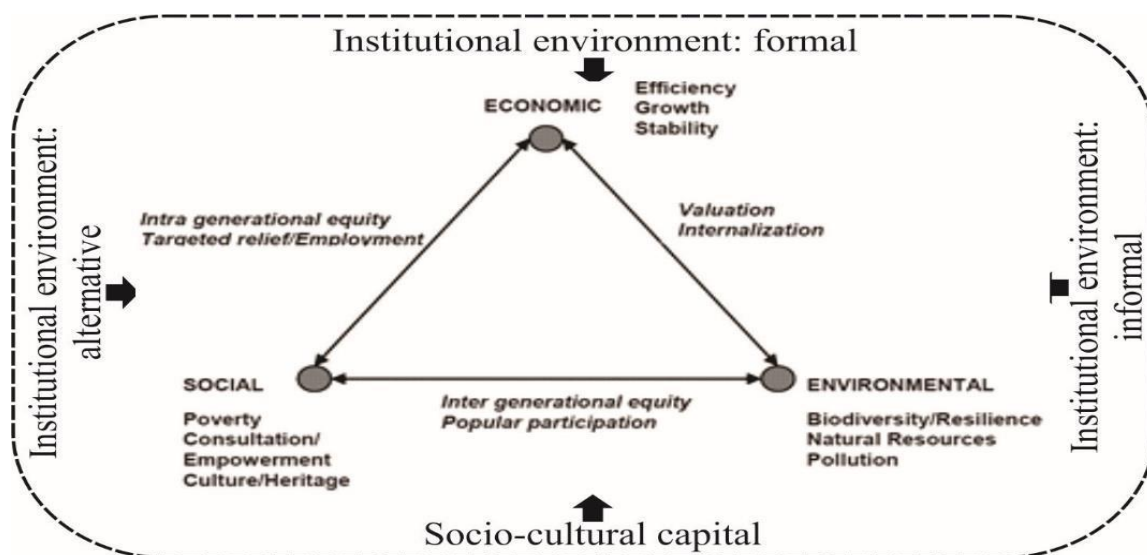 Institutional environment: formal
ECONOMIC
Efficiency
Growth
Stability
Institutional environment:
alternative
Intra generational equity
Targeted relief/Employment
Valuation
Internalization
Institutional environment:
informal
SOCIAL
Poverty
Consultation/
Empowerment
Culture/Heritage
Inter generational equity
Popular participation
ENVIRONMENTAL
Biodiversity/Resilience
Natural Resources
Pollution
Socio-cultural capital